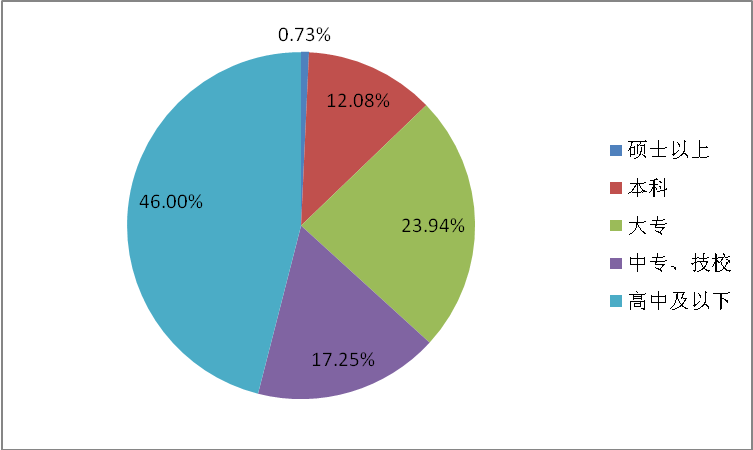 0.73%
12.08%
23.94%
17.25%
46.00%
硕士以上
本科
大专
中专、技校
高中及以下